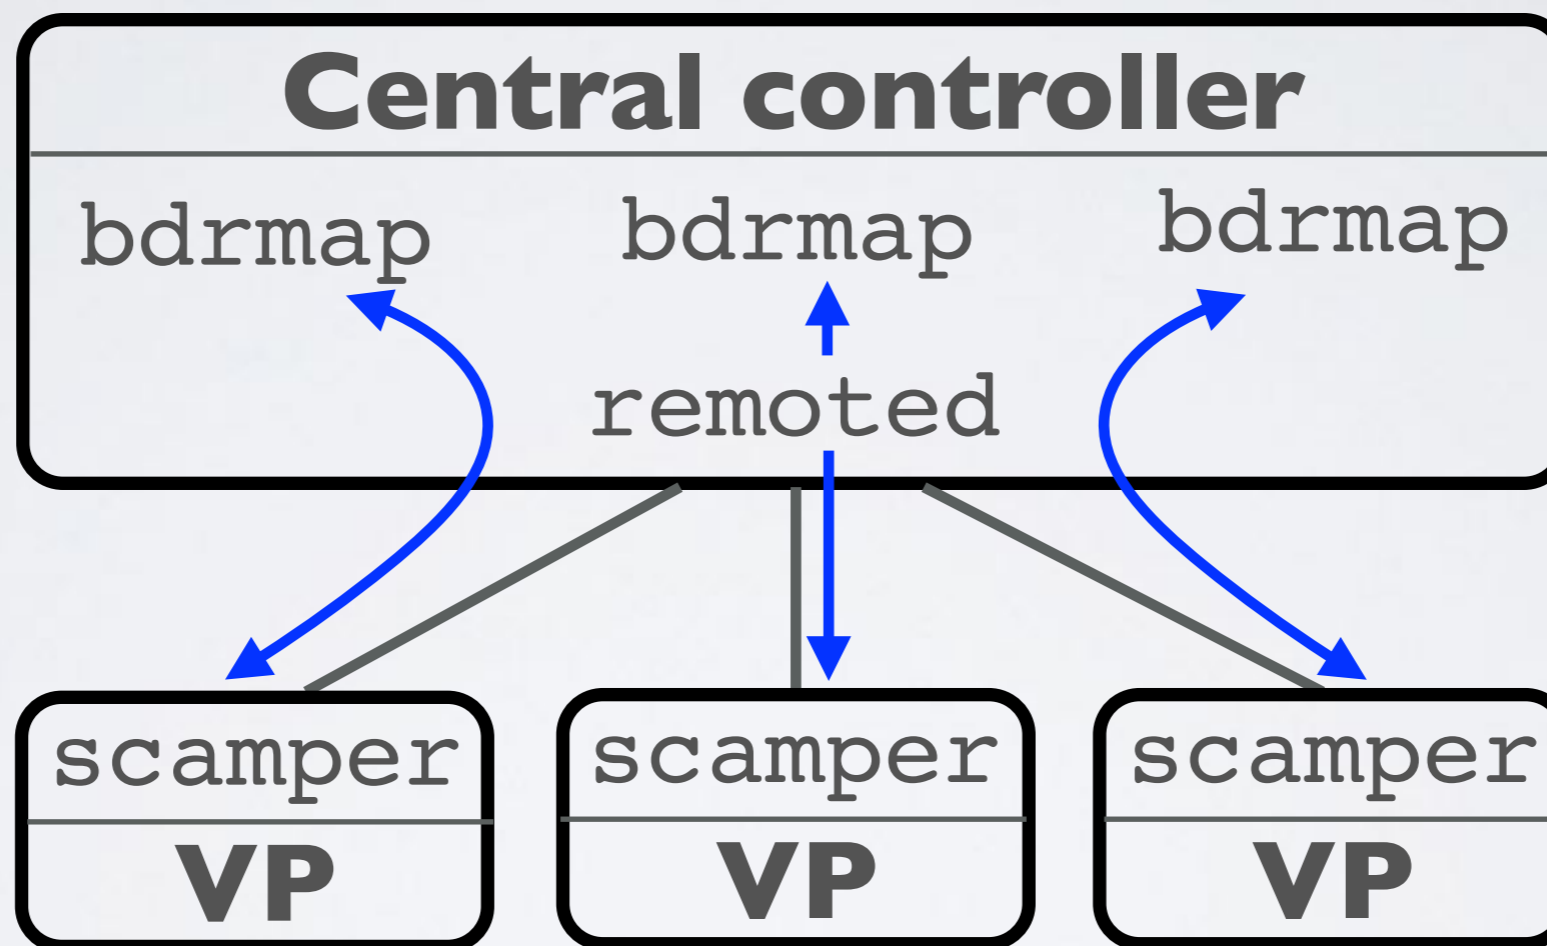 Central controller
bdrmap bdrmap bdrmap
remoted
scamper scamper scamper
VP VP VP